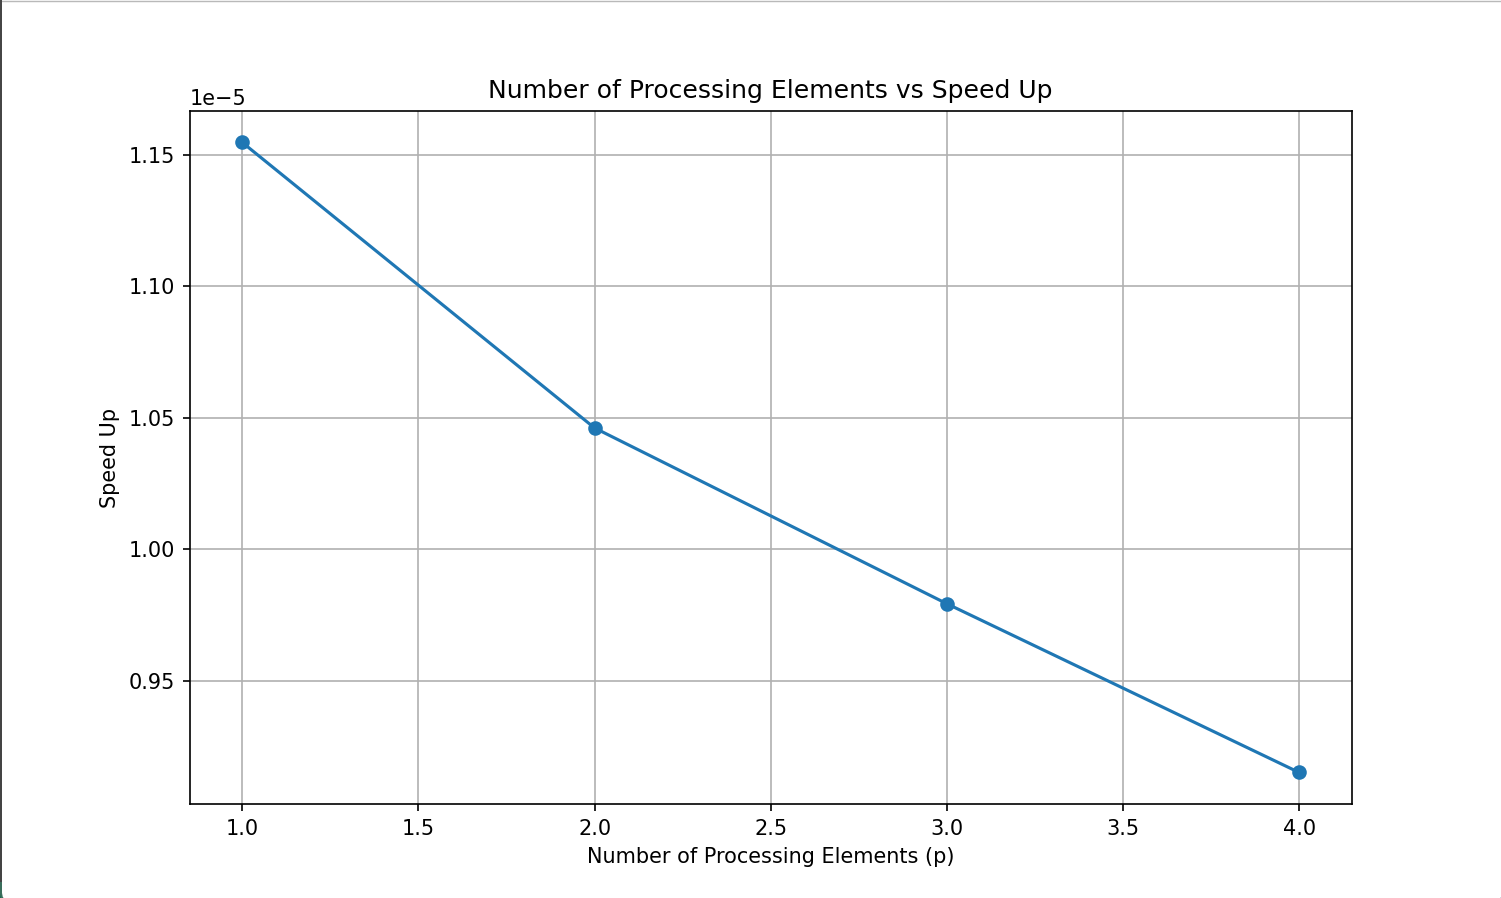 Number of Processing Elements vs Speed Up
1e−5
1.15
1.10
1.05
1.00
0.95
Speed Up
1.0 1.5 2.0 2.5 3.0 3.5 4.0
Number of Processing Elements (p)